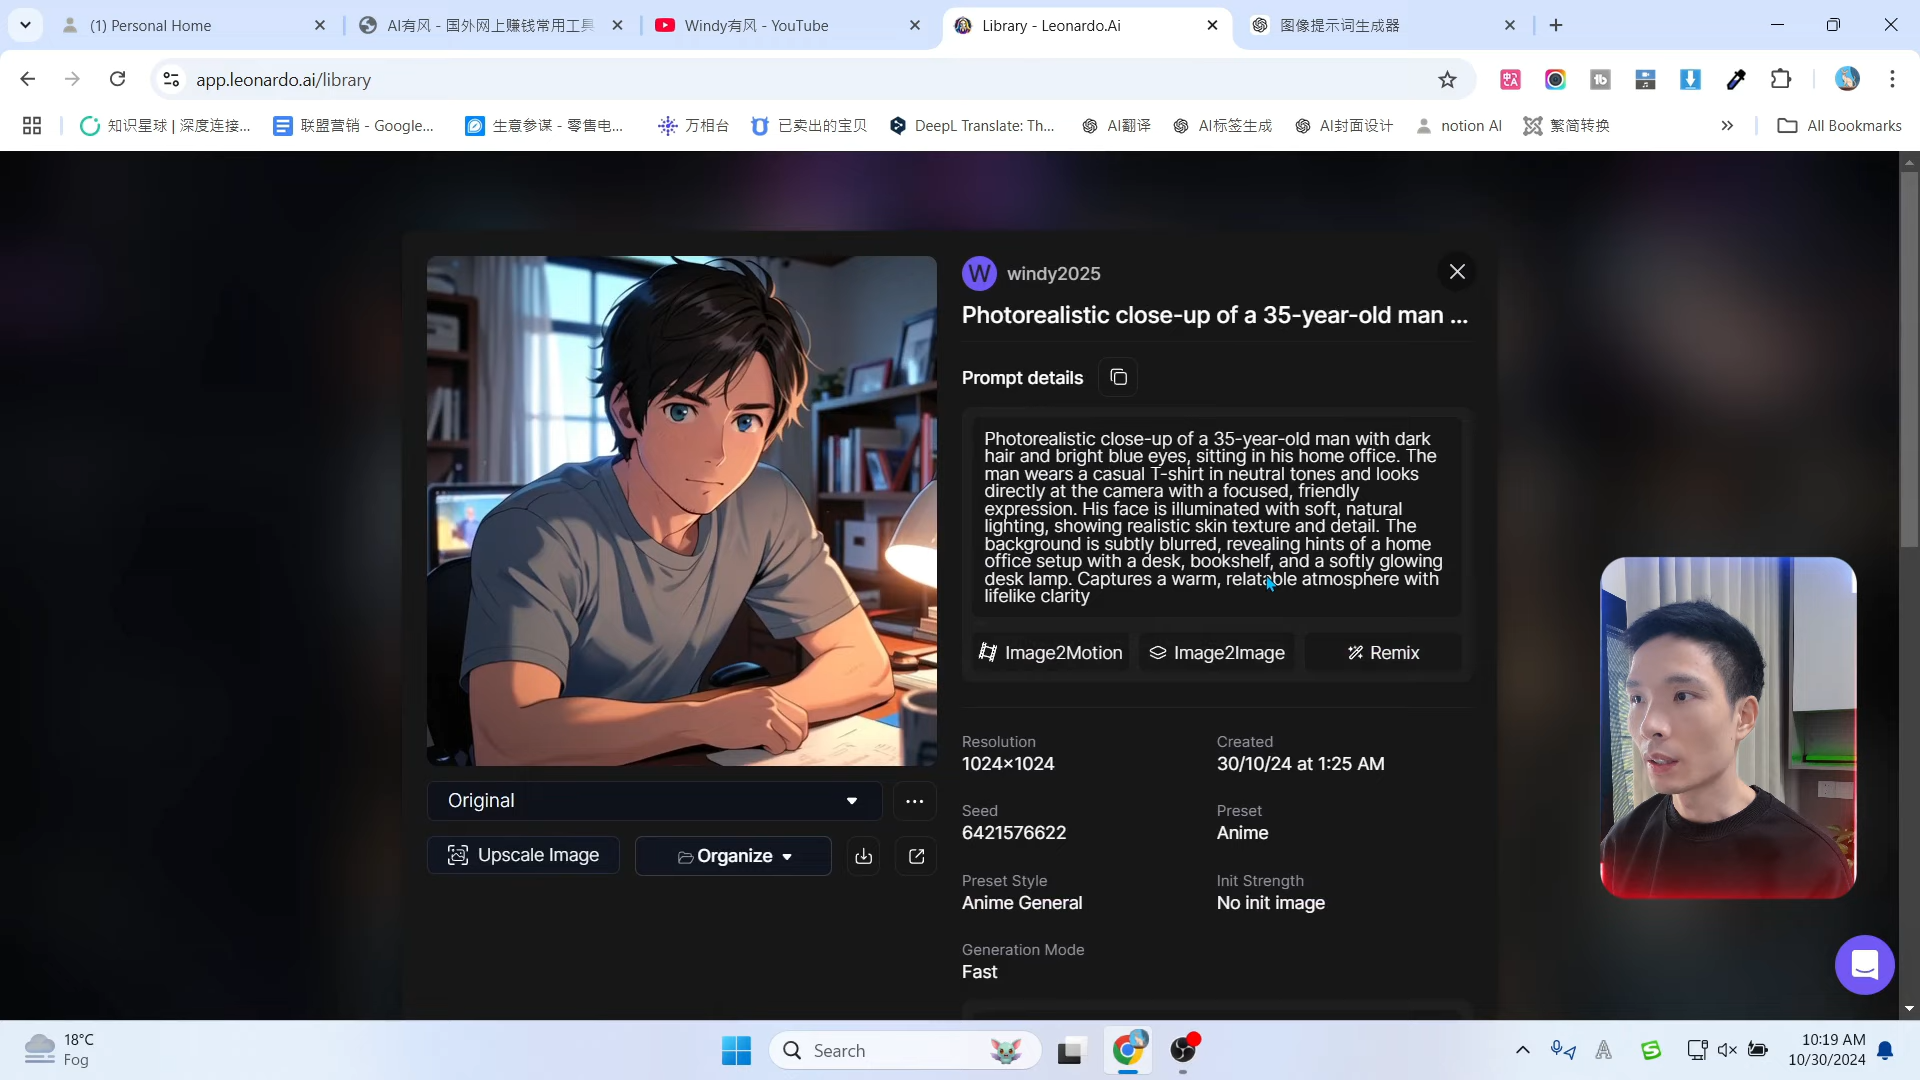 (1) Personal Home
AI有风 - 国外网上赚钱常用工具
Windy有风 - YouTube
Library - Leonardo.Ai
图像提示词生成器
app.leonardo.ai/library
知识星球 | 深度连接...
联盟营销 - Google...
生意参谋 - 零售电...
万相台
已卖出的宝贝
DeepL Translate: Th...
AI翻译
AI标签生成
AI封面设计
notion AI
繁简转换
All Bookmarks
W windy2025
Photorealistic close-up of a 35-year-old man ...
Prompt details
Photorealistic close-up of a 35-year-old man with dark
hair and bright blue eyes, sitting in his home office. The
man wears a casual T-shirt in neutral tones and looks
directly at the camera with a focused, friendly
expression. His face is illuminated with soft, natural
lighting, showing realistic skin texture and detail. The
background is subtly blurred, revealing hints of a home
office setup with a desk, bookshelf, and a softly glowing
desk lamp. Captures a warm, relatable atmosphere with
lifelike clarity
Image2Motion
Image2Image
Remix
Resolution
1024×1024
Created
30/10/24 at 1:25 AM
Seed
6421576622
Preset
Anime
Preset Style
Anime General
Init Strength
No init image
Generation Mode
Fast
Original
Upscale Image
Organize
18°C
Fog
Search
10:19 AM
10/30/2024